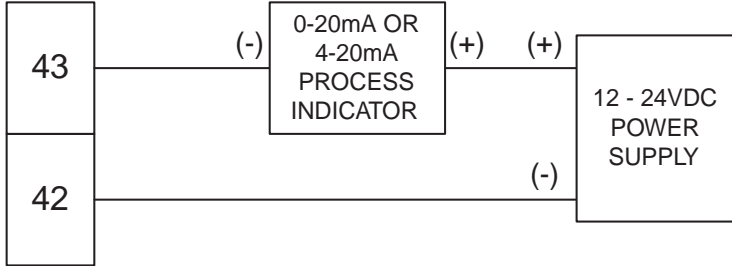 43
(-)
0-20mA OR
4-20mA
PROCESS
INDICATOR
(+)
(+)
12 - 24VDC
POWER
SUPPLY
42
(-)